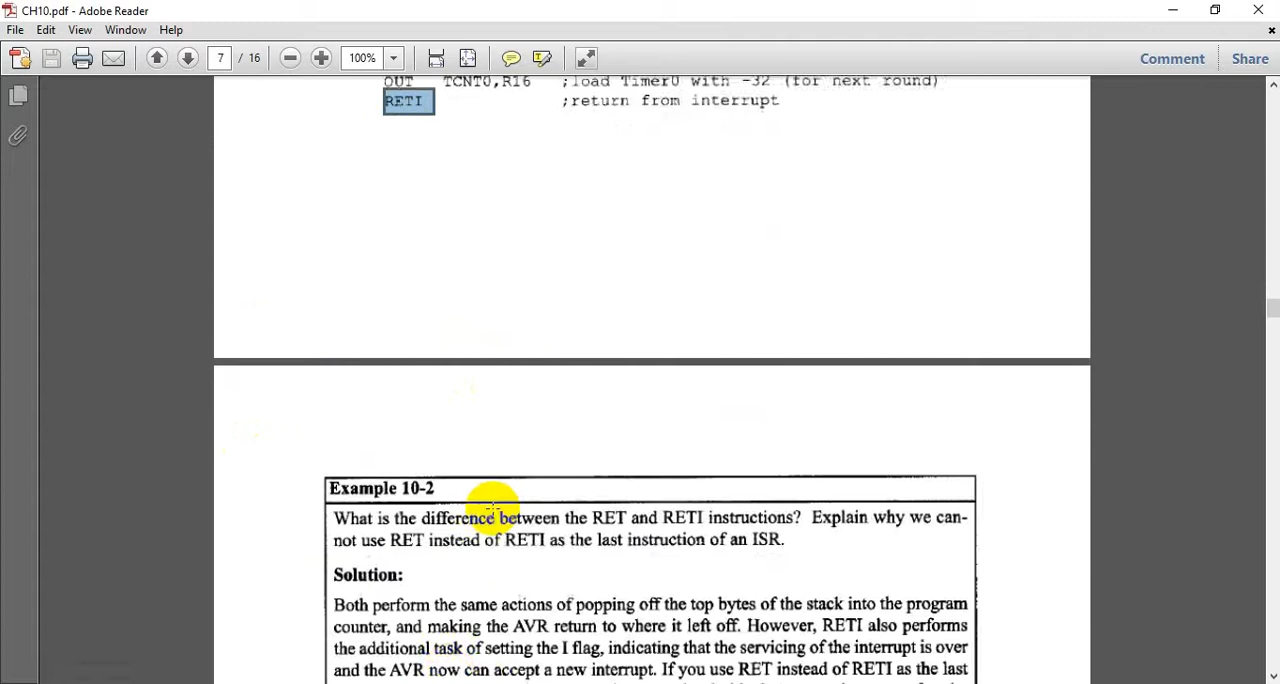 CH10.pdf - Adobe Reader
File Edit View Window Help
7 / 16 100% Comment Share
OUT TCNT0,R16 ;load Timer0 with -32 (for next round)
RETI ;return from interrupt
Example 10-2
What is the difference between the RET and RETI instructions? Explain why we can-
not use RET instead of RETI as the last instruction of an ISR.
Solution:
Both perform the same actions of popping off the top bytes of the stack into the program
counter, and making the AVR return to where it left off. However, RETI also performs
the additional task of setting the I flag, indicating that the servicing of the interrupt is over
and the AVR now can accept a new interrupt. If you use RET instead of RETI as the last